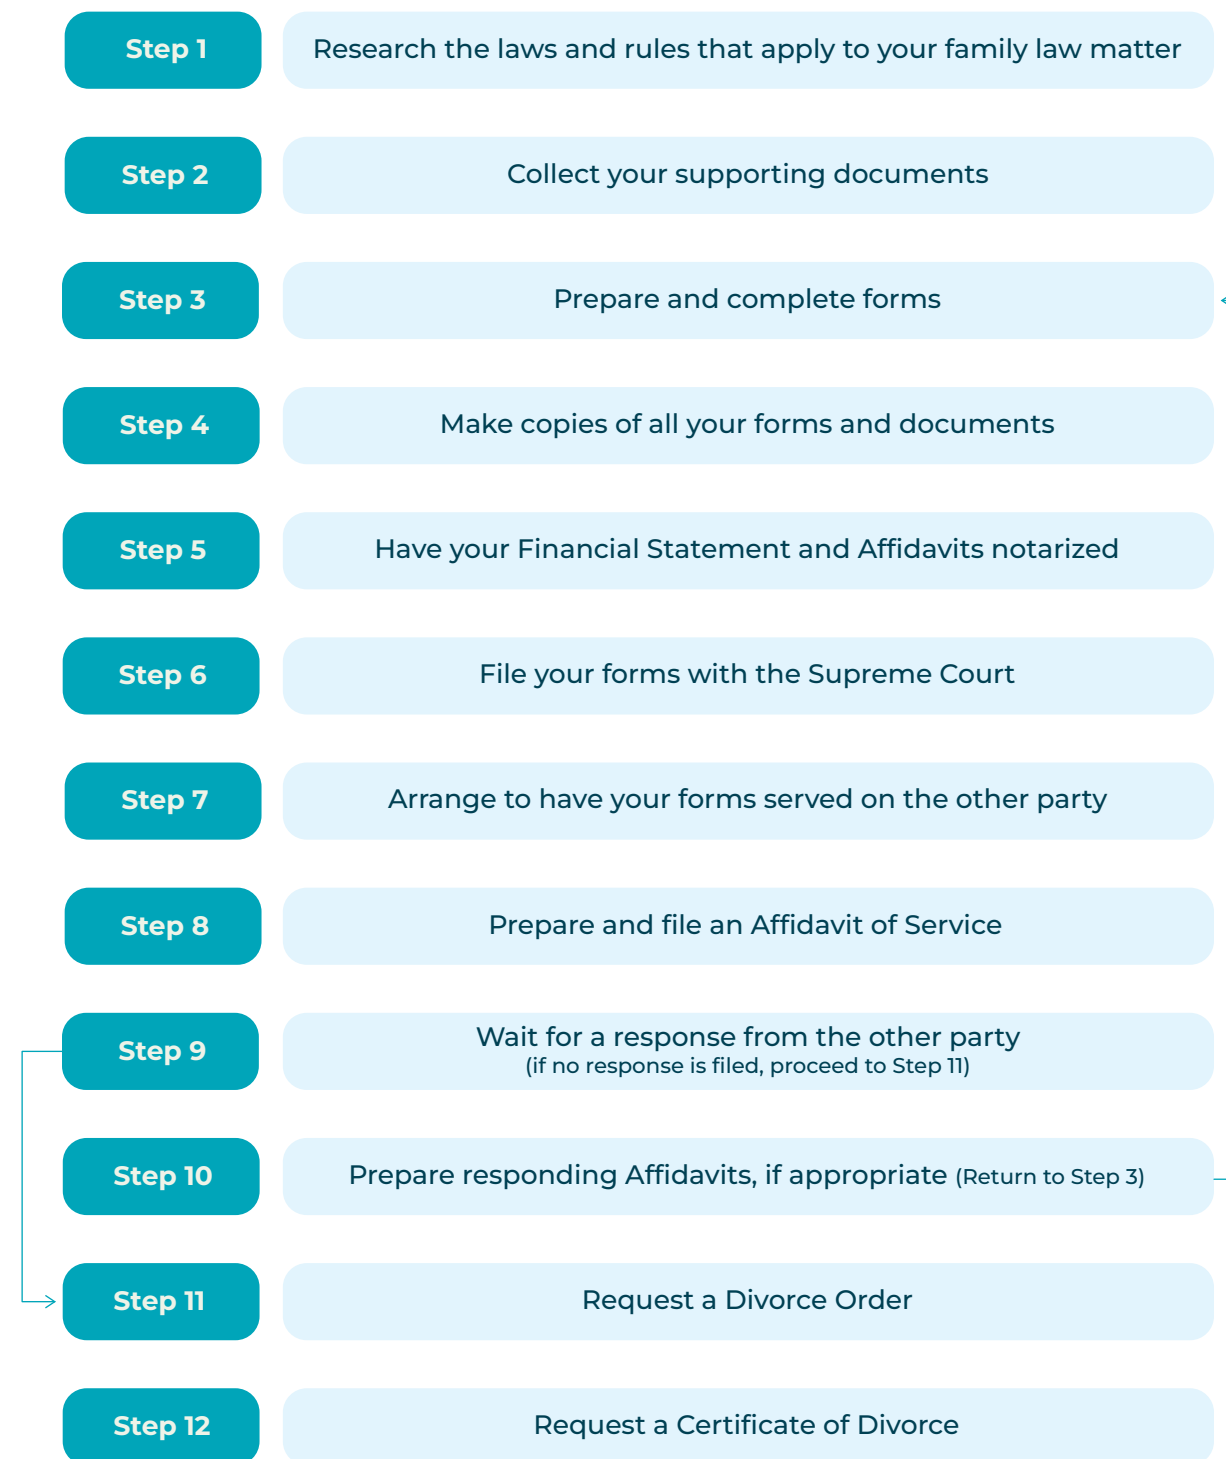 Step 1
Research the laws and rules that apply to your family law matter
Step 2
Collect your supporting documents
Step 3
Prepare and complete forms
Step 4
Make copies of all your forms and documents
Step 5
Have your Financial Statement and Affidavits notarized
Step 6
File your forms with the Supreme Court
Step 7
Arrange to have your forms served on the other party
Step 8
Prepare and file an Affidavit of Service
Step 9
Wait for a response from the other party
(if no response is filed, proceed to Step 11)
Step 10
Prepare responding Affidavits, if appropriate (Return to Step 3)
Step 11
Request a Divorce Order
Step 12
Request a Certificate of Divorce